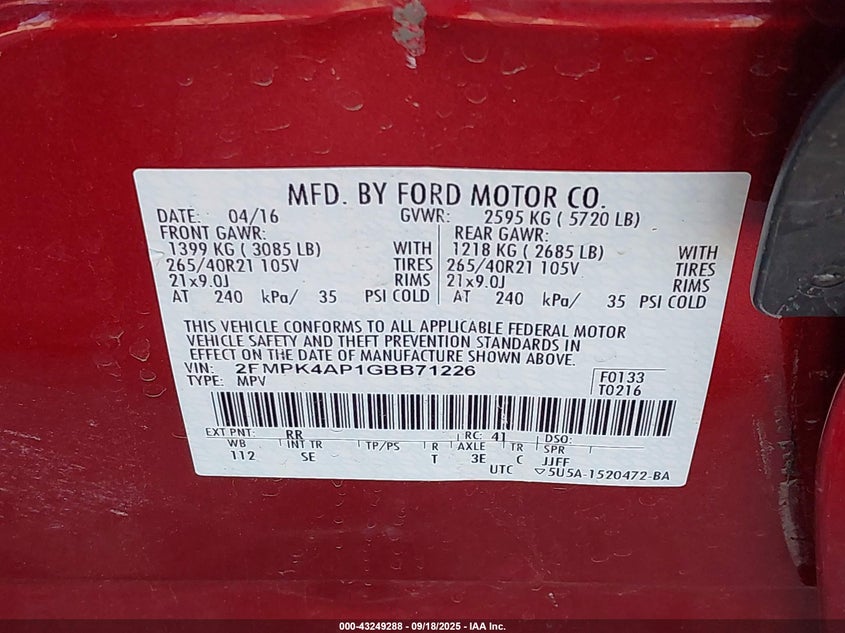 MFD. BY FORD MOTOR CO.
DATE: 04/16 GVWR: 2595 KG ( 5720 LB)
FRONT GAWR: REAR GAWR:
1399 KG ( 3085 LB) WITH 1218 KG ( 2685 LB) WITH
265/40R21 105V TIRES 265/40R21 105V TIRES
21x9.0J RIMS 21x9.0J RIMS
AT 240 kPa/ 35 PSI COLD AT 240 kPa/ 35 PSI COLD
THIS VEHICLE CONFORMS TO ALL APPLICABLE FEDERAL MOTOR
VEHICLE SAFETY AND THEFT PREVENTION STANDARDS IN
EFFECT ON THE DATE OF MANUFACTURE SHOWN ABOVE.
VIN: 2FMPK4AP1GBB71226
TYPE: MPV
F0133
T0216
EXT PNT: RR RC: 41 DSO:
WB INT TR TP/PS R AXLE TR SPR
112 SE T 3E C JJFF
UTC ▽5U5A-1520472-BA
000-43249288 - 09/18/2025 - IAA Inc.